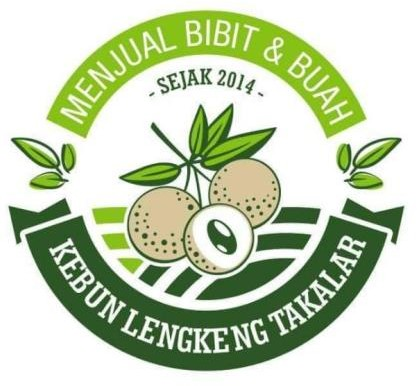 MENJUAL BIBIT & BUAH
- SEJAK 2014 -
KEBUN LENGKENG TAKALAR